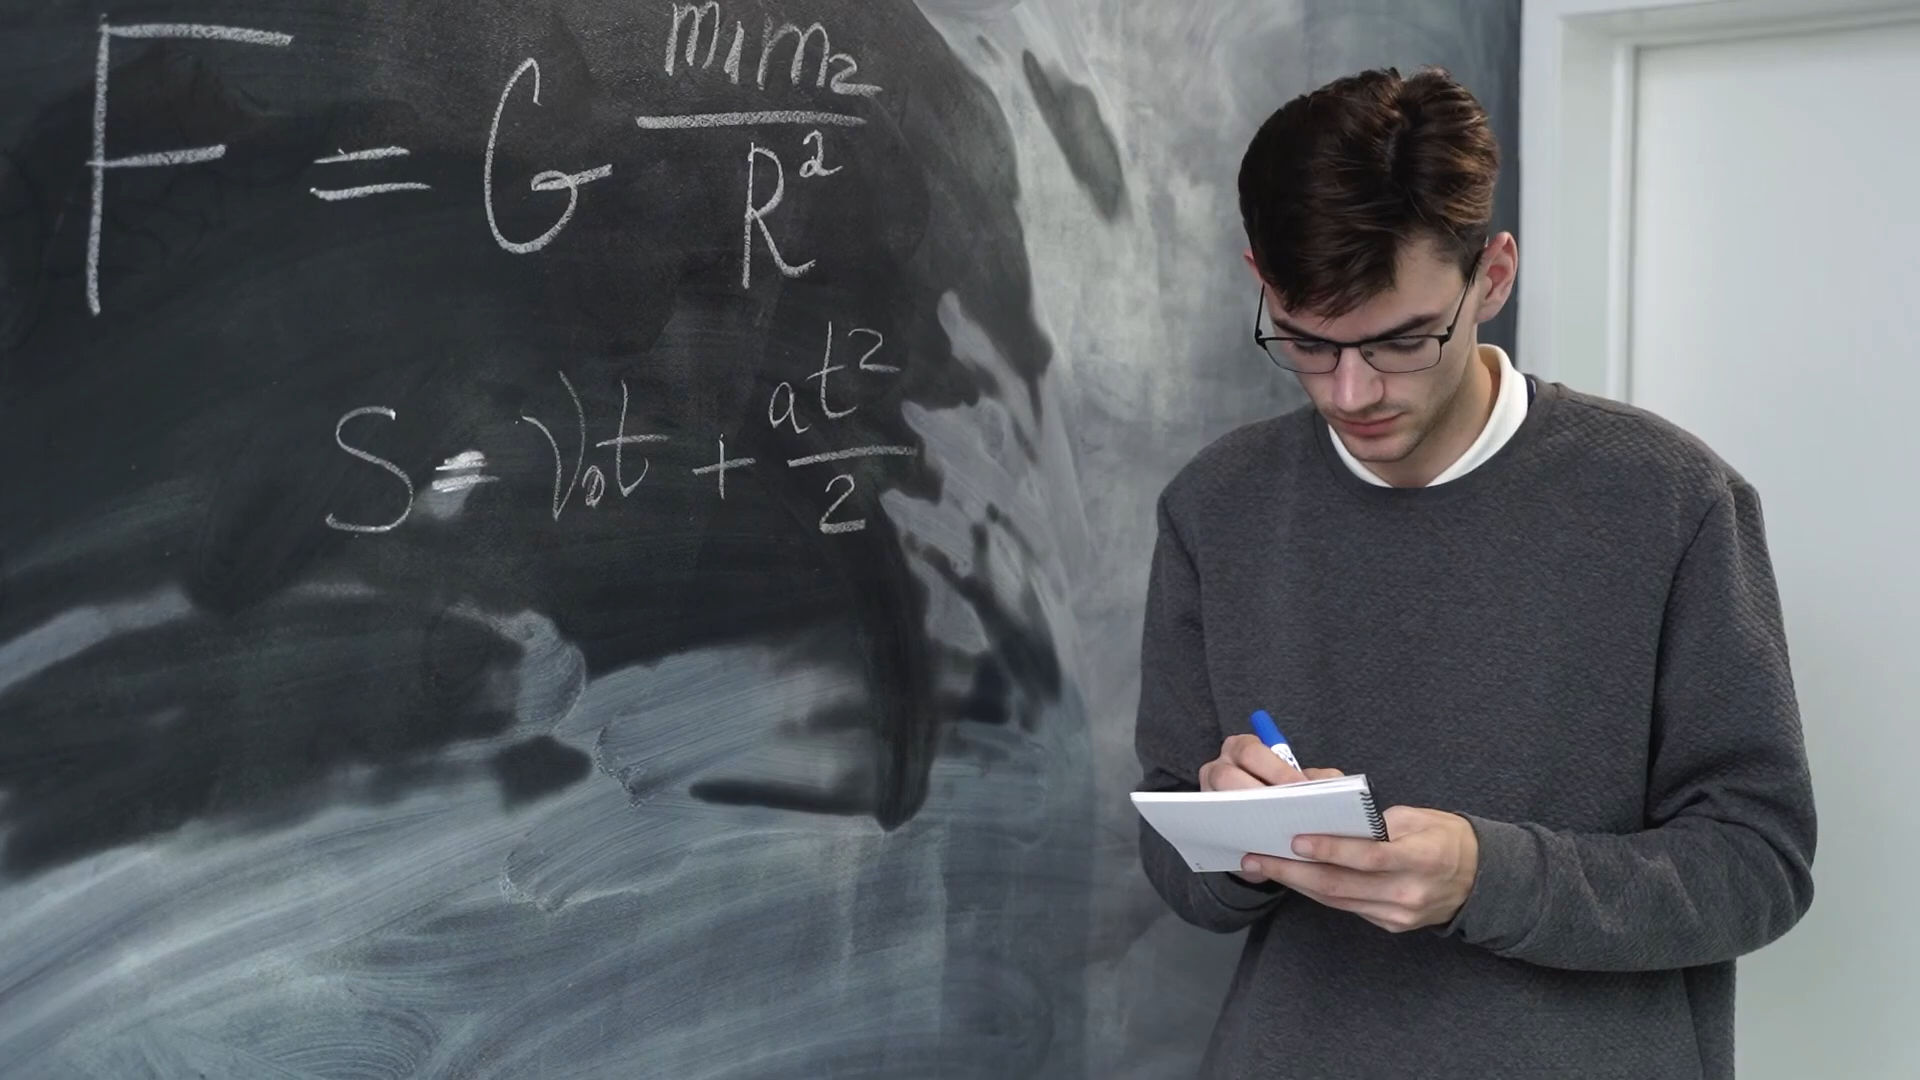 F = G m₁m₂/R²
S = V₀t + at²/2